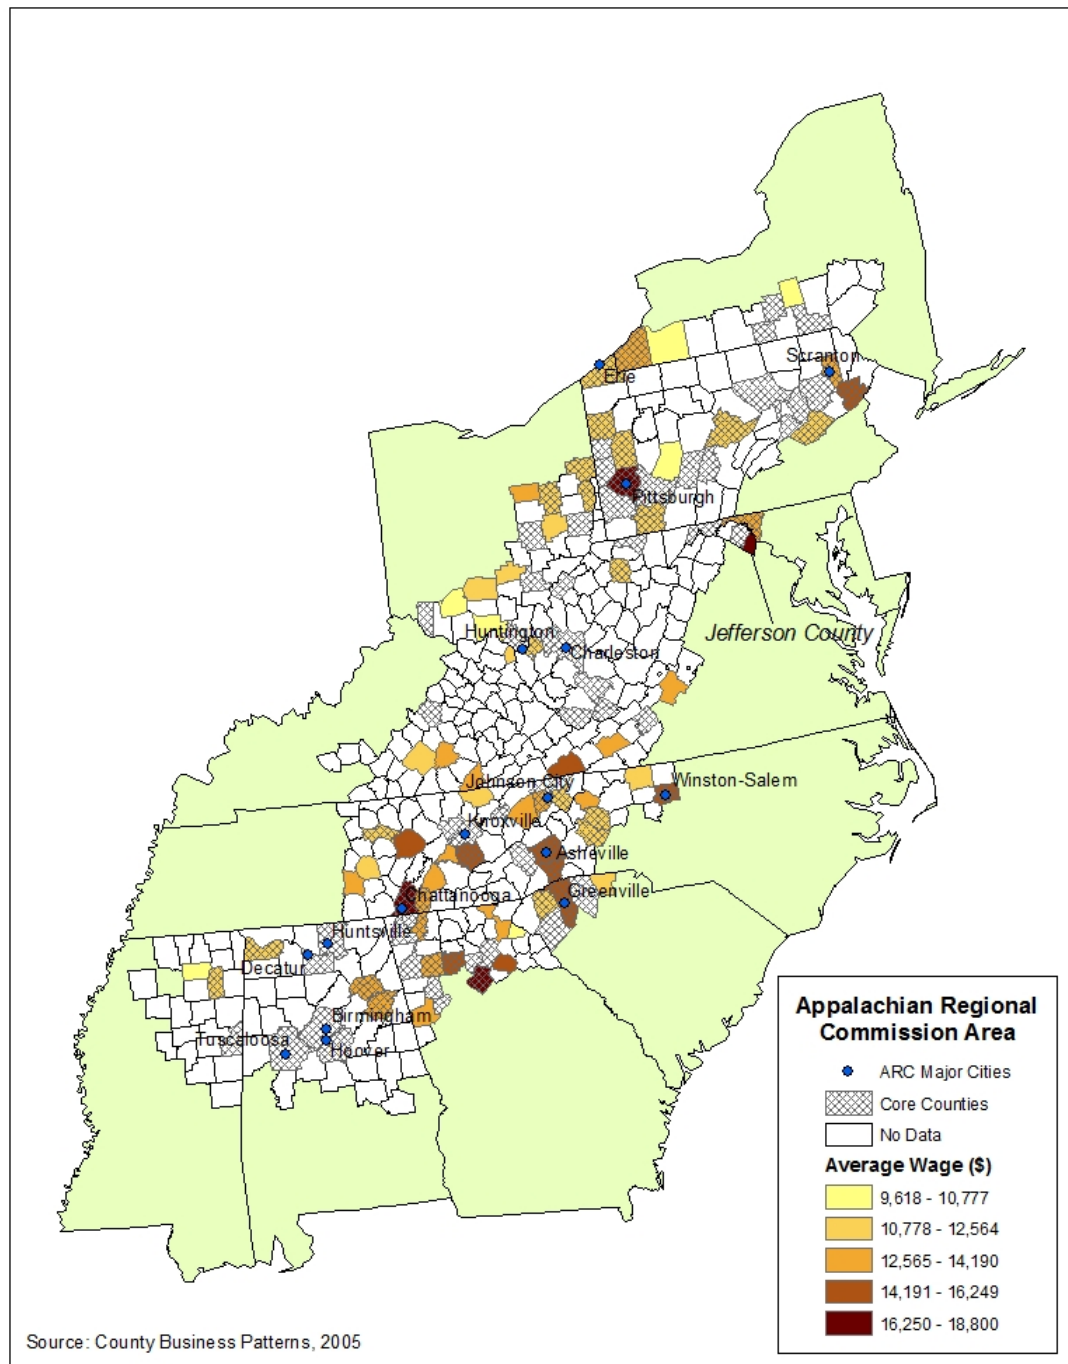 Scranton
Erie
Pittsburgh
Jefferson County
Huntington
Charleston
Johnson City
Winston-Salem
Knoxville
Asheville
Chattanooga
Greenville
Huntsville
Decatur
Birmingham
Tuscaloosa
Hoover
Appalachian Regional
Commission Area
ARC Major Cities
Core Counties
No Data
Average Wage ($)
9,618 - 10,777
10,778 - 12,564
12,565 - 14,190
14,191 - 16,249
16,250 - 18,800
Source: County Business Patterns, 2005